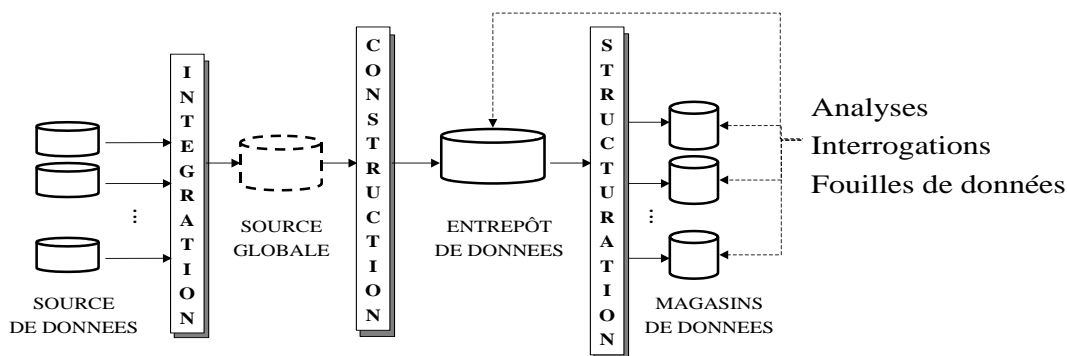 SOURCE
DE DONNEES
INTEGRATION
SOURCE
GLOBALE
CONSTRUCTION
ENTREPÔT
DE DONNEES
STRUCTURATION
MAGASINS
DE DONNEES
Analyses
Interrogations
Fouilles de données